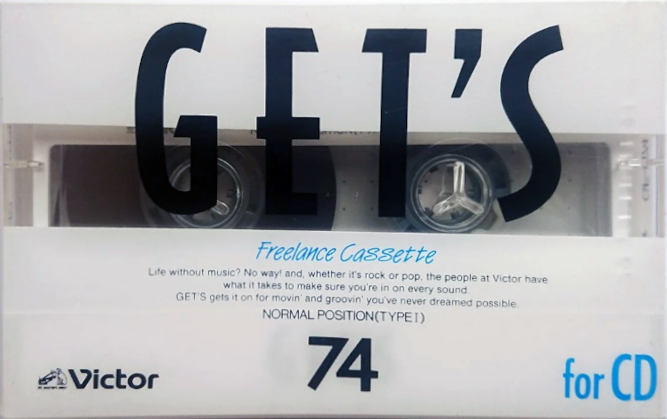 GET'S
Freelance Cassette
Life without music? No way! and, whether it's rock or pop, the people at Victor have
what it takes to make sure you're in on every sound.
GET'S gets it on for movin' and groovin' you've never dreamed possible.
NORMAL POSITION(TYPE I)
74
Victor
for CD